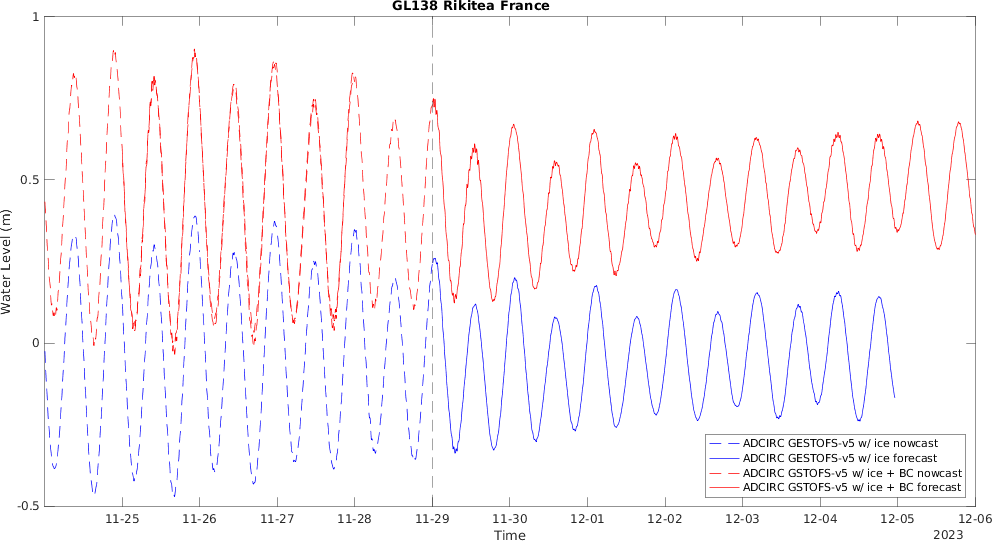 GL138 Rikitea France
1
0.5
0
-0.5
Water Level (m)
ADCIRC GESTOFS-v5 w/ ice nowcast
ADCIRC GESTOFS-v5 w/ ice forecast
ADCIRC GSTOFS-v5 w/ ice + BC nowcast
ADCIRC GSTOFS-v5 w/ ice + BC forecast
11-25 11-26 11-27 11-28 11-29 11-30 12-01 12-02 12-03 12-04 12-05 12-06
Time
2023